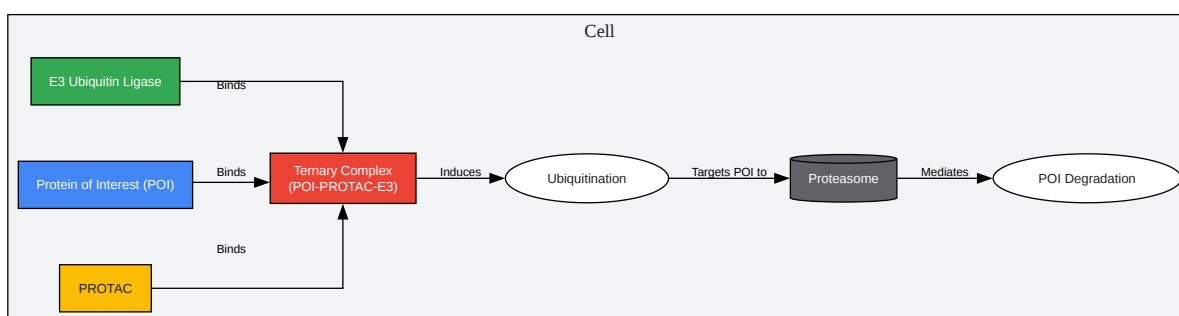 Cell
E3 Ubiquitin Ligase
Binds
Protein of Interest (POI)
Binds
Ternary Complex
(POI-PROTAC-E3)
Induces
Ubiquitination
Targets POI to
Proteasome
Mediates
POI Degradation
Binds
PROTAC